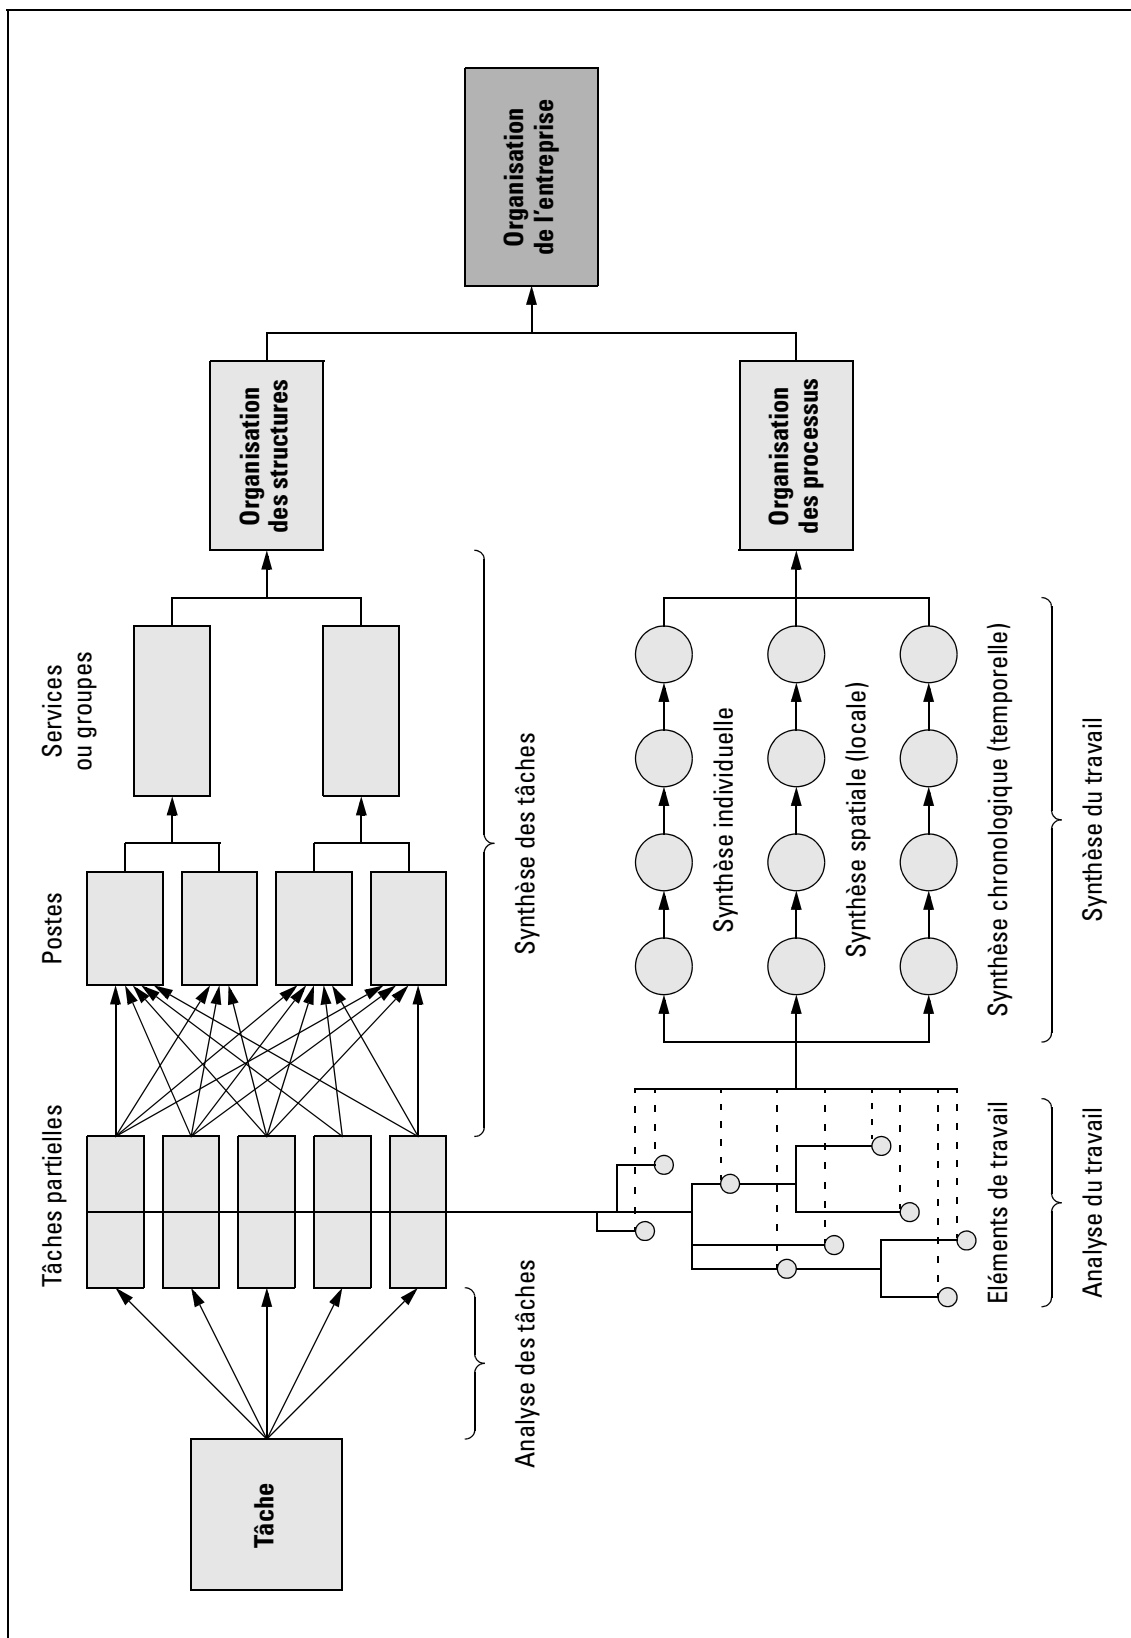 Tâche
Tâches partielles
Postes
Services
ou groupes
Organisation
des structures
Analyse des tâches
Synthèse des tâches
Organisation
de l'entreprise
Eléments de travail
Analyse du travail
Synthèse individuelle
Synthèse spatiale (locale)
Synthèse chronologique (temporelle)
Synthèse du travail
Organisation
des processus